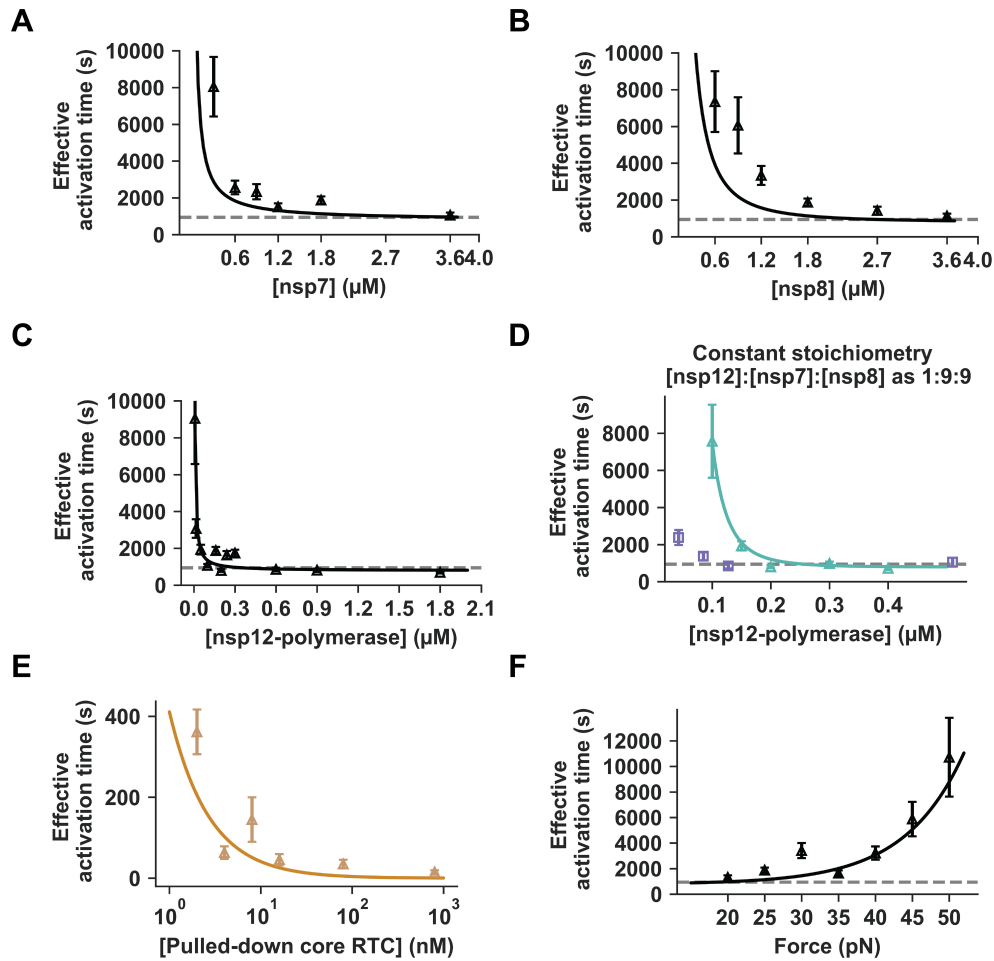 A
Effective
activation time (s)
10000
8000
6000
4000
2000
0
0.6 1.2 1.8 2.7 3.64.0
[nsp7] (µM)
B
Effective
activation time (s)
10000
8000
6000
4000
2000
0
0.6 1.2 1.8 2.7 3.64.0
[nsp8] (µM)
C
Effective
activation time (s)
10000
8000
6000
4000
2000
0
0.0 0.3 0.6 0.9 1.2 1.5 1.8 2.1
[nsp12-polymerase] (µM)
D
Constant stoichiometry
[nsp12]:[nsp7]:[nsp8] as 1:9:9
Effective
activation time (s)
8000
6000
4000
2000
0
0.1 0.2 0.3 0.4
[nsp12-polymerase] (µM)
E
Effective
activation time (s)
400
200
0
10⁰ 10¹ 10² 10³
[Pulled-down core RTC] (nM)
F
Effective
activation time (s)
12000
10000
8000
6000
4000
2000
0
20 25 30 35 40 45 50
Force (pN)